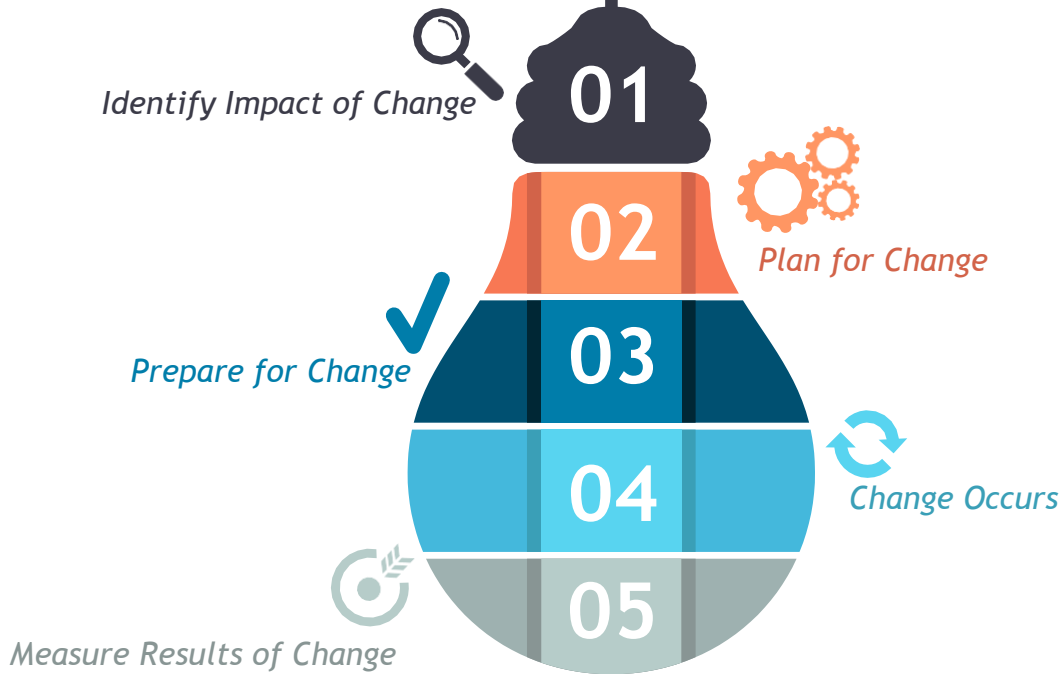 01
Identify Impact of Change
02
Plan for Change
03
Prepare for Change
04
Change Occurs
05
Measure Results of Change